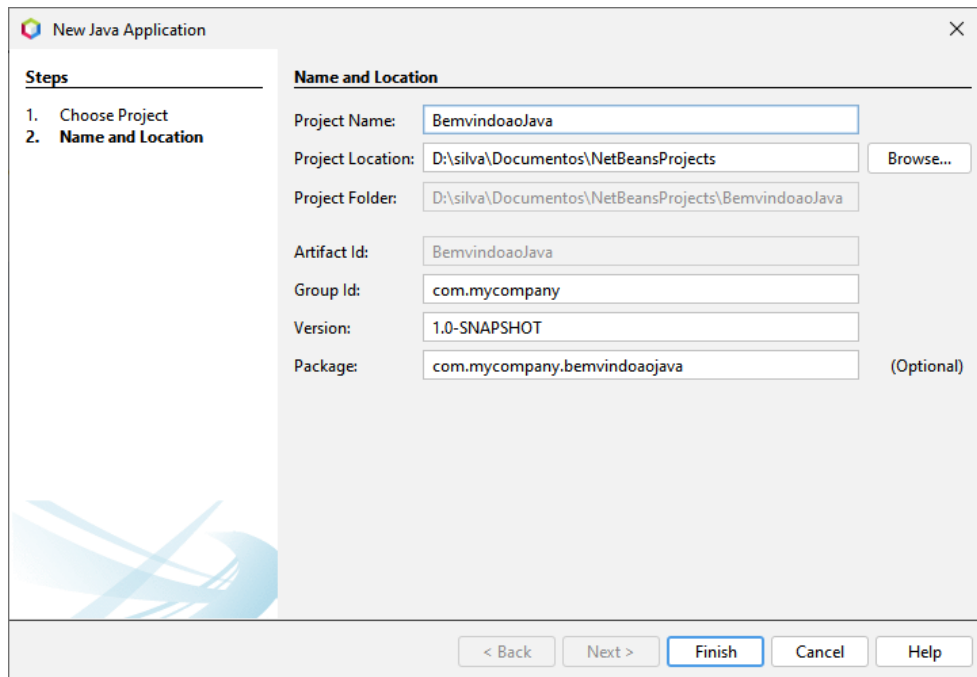 New Java Application
Steps
1. Choose Project
2. Name and Location
Name and Location
Project Name: BemvindoaoJava
Project Location: D:\silva\Documentos\NetBeansProjects Browse...
Project Folder: D:\silva\Documentos\NetBeansProjects\BemvindoaoJava
Artifact Id: BemvindoaoJava
Group Id: com.mycompany
Version: 1.0-SNAPSHOT
Package: com.mycompany.bemvindoaojava (Optional)
< Back Next > Finish Cancel Help